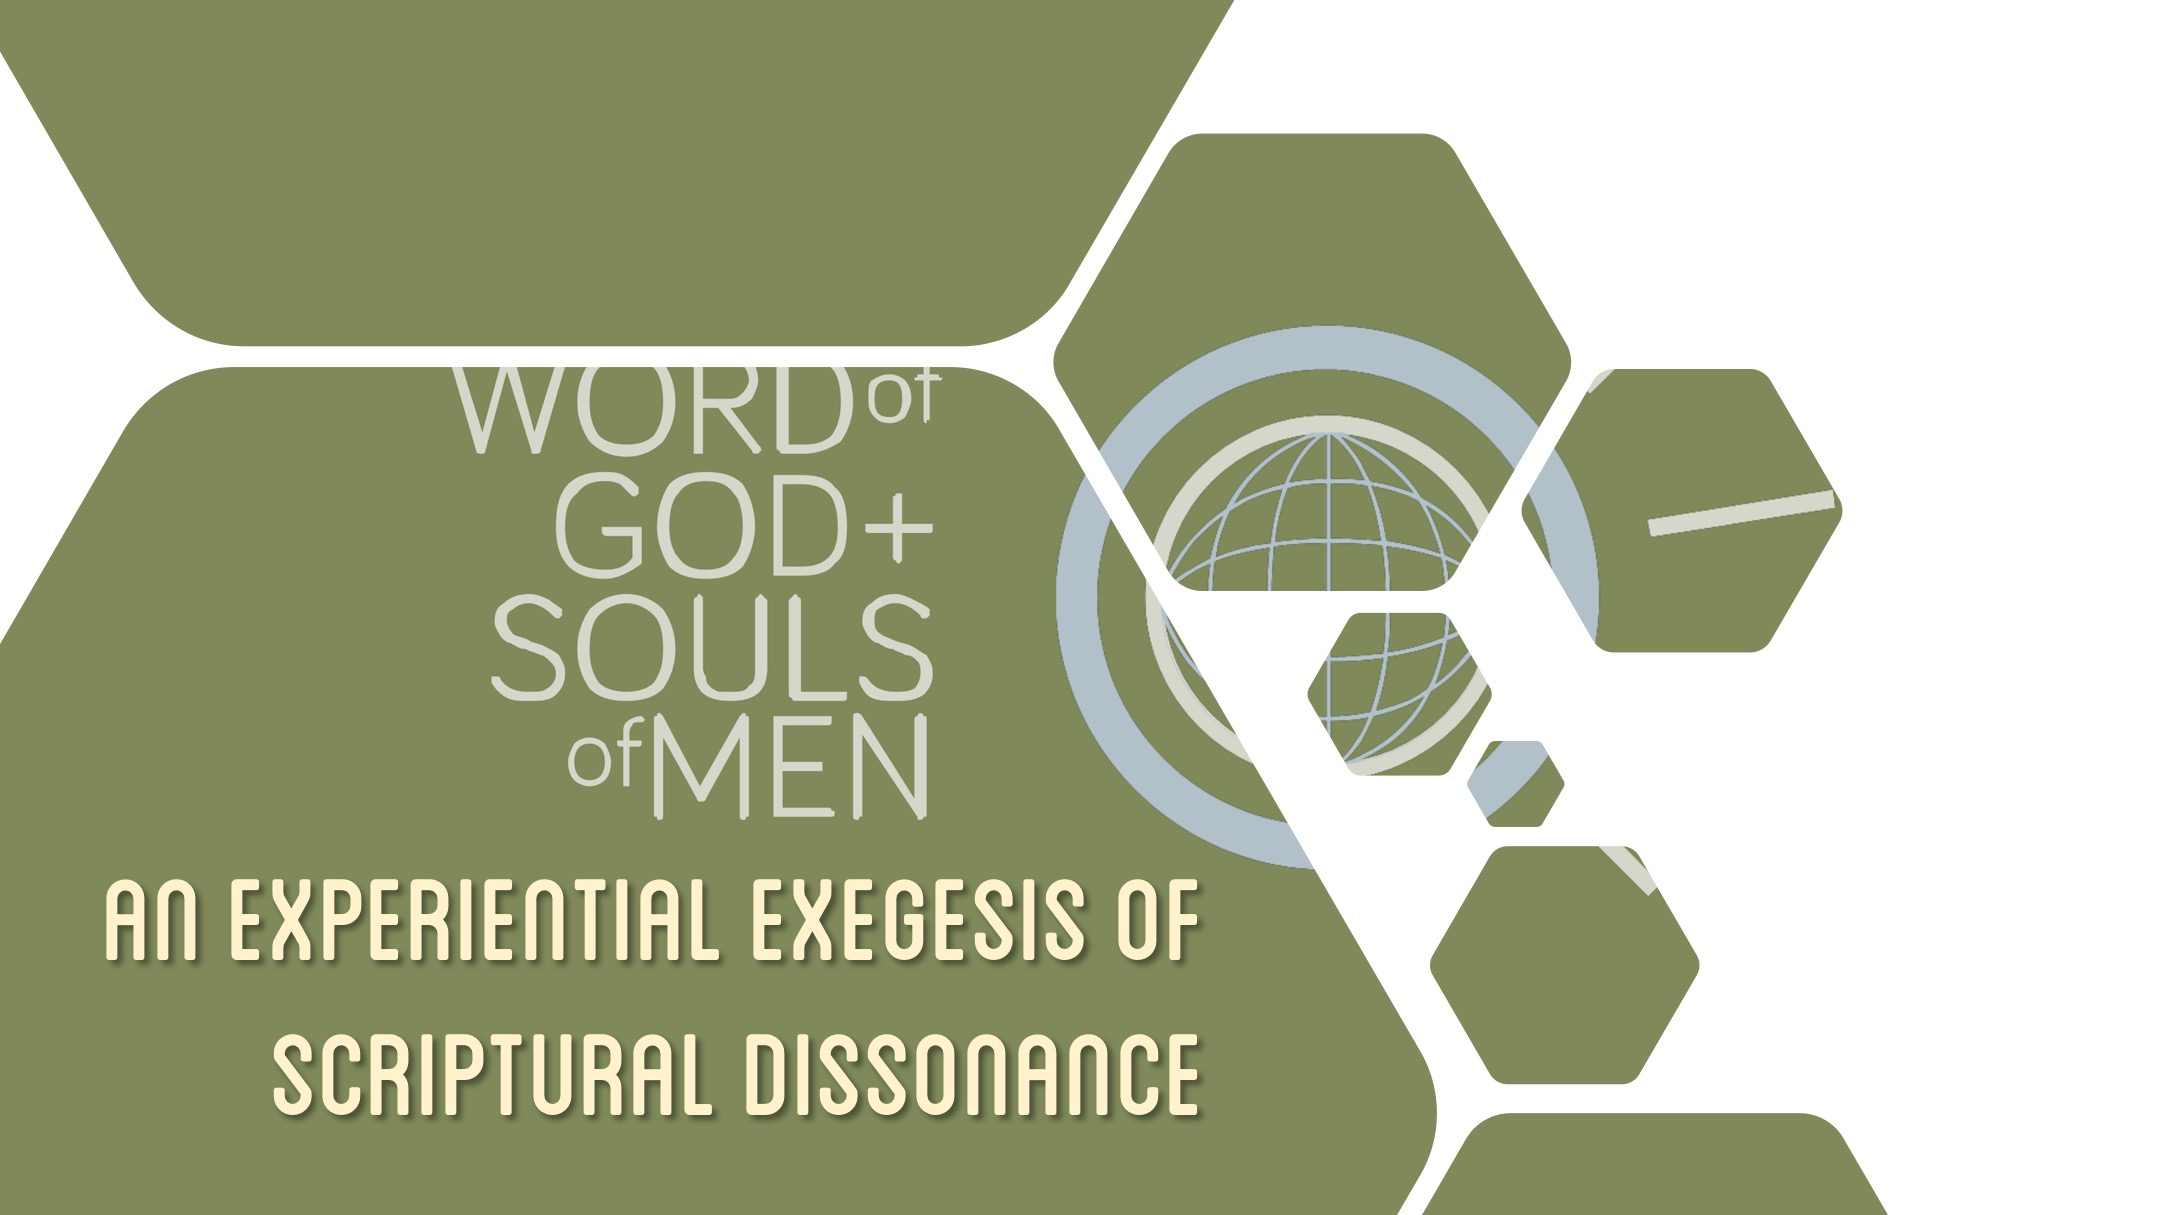 WORD of
GOD+
SOULS
of MEN
AN EXPERIENTIAL EXEGESIS OF
SCRIPTURAL DISSONANCE